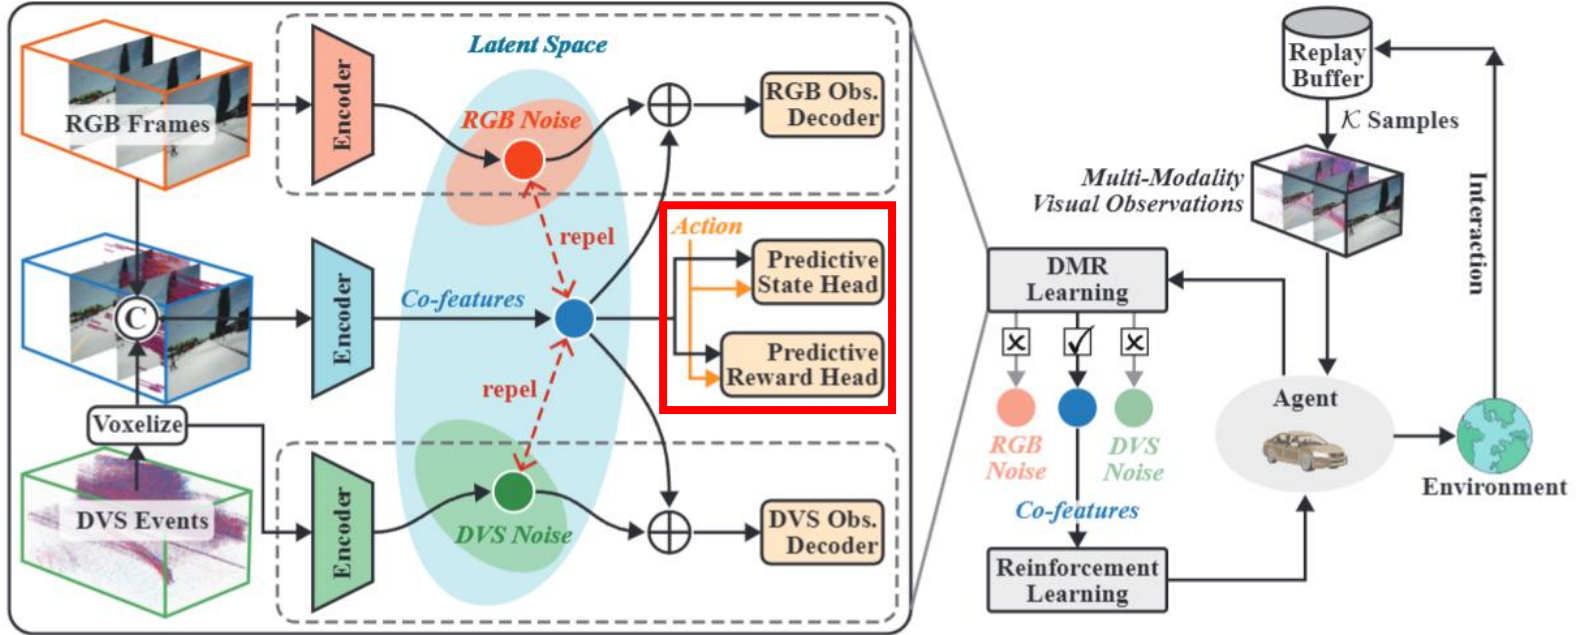 Latent Space
RGB Frames
Encoder
RGB Noise
RGB Obs.
Decoder
repel
Action
C
Encoder
Co-features
Predictive
State Head
Predictive
Reward Head
repel
Voxelize
DVS Events
Encoder
DVS Noise
DVS Obs.
Decoder
Replay
Buffer
K Samples
Multi-Modality
Visual Observations
Interaction
DMR
Learning
RGB
Noise
DVS
Noise
Co-features
Reinforcement
Learning
Agent
Environment